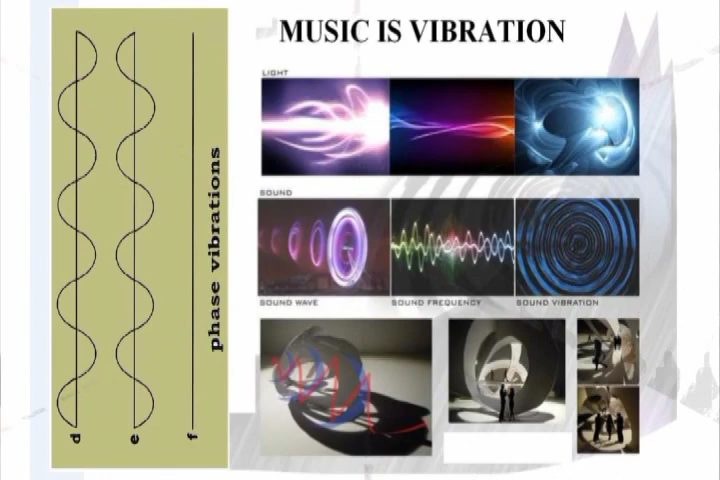 MUSIC IS VIBRATION
LIGHT
SOUND
SOUND WAVE SOUND FREQUENCY SOUND VIBRATION
phase vibrations
d
e
f